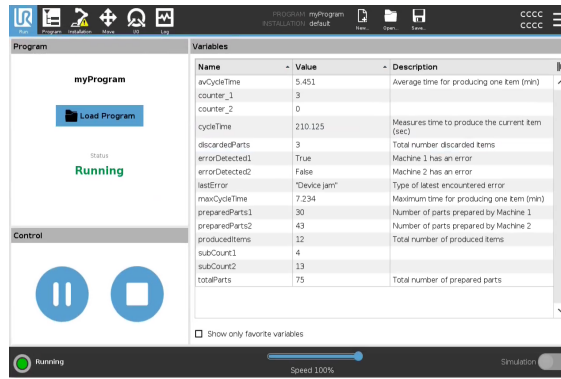 UR
PROGRAM myProgram
INSTALLATION default
CCCC
CCCC
Run Program Installation Move I/O Log New... Open... Save...
Program
myProgram
Load Program
Status
Running
Control
Variables
Name Value Description
avCycleTime 5.451 Average time for producing one item (min)
counter_1 3
counter_2 0
cycleTime 210.125 Measures time to produce the current item
(sec)
discardedParts 3 Total number discarded items
errorDetected1 True Machine 1 has an error
errorDetected2 False Machine 2 has an error
lastError "Device jam" Type of latest encountered error
maxCycleTime 7.234 Maximum time for producing one item (min)
preparedParts1 30 Number of parts prepared by Machine 1
preparedParts2 43 Number of parts prepared by Machine 2
producedItems 12 Total number of produced items
subCount1 4
subCount2 13
totalParts 75 Total number of prepared parts
Show only favorite variables
Running
Speed 100%
Simulation